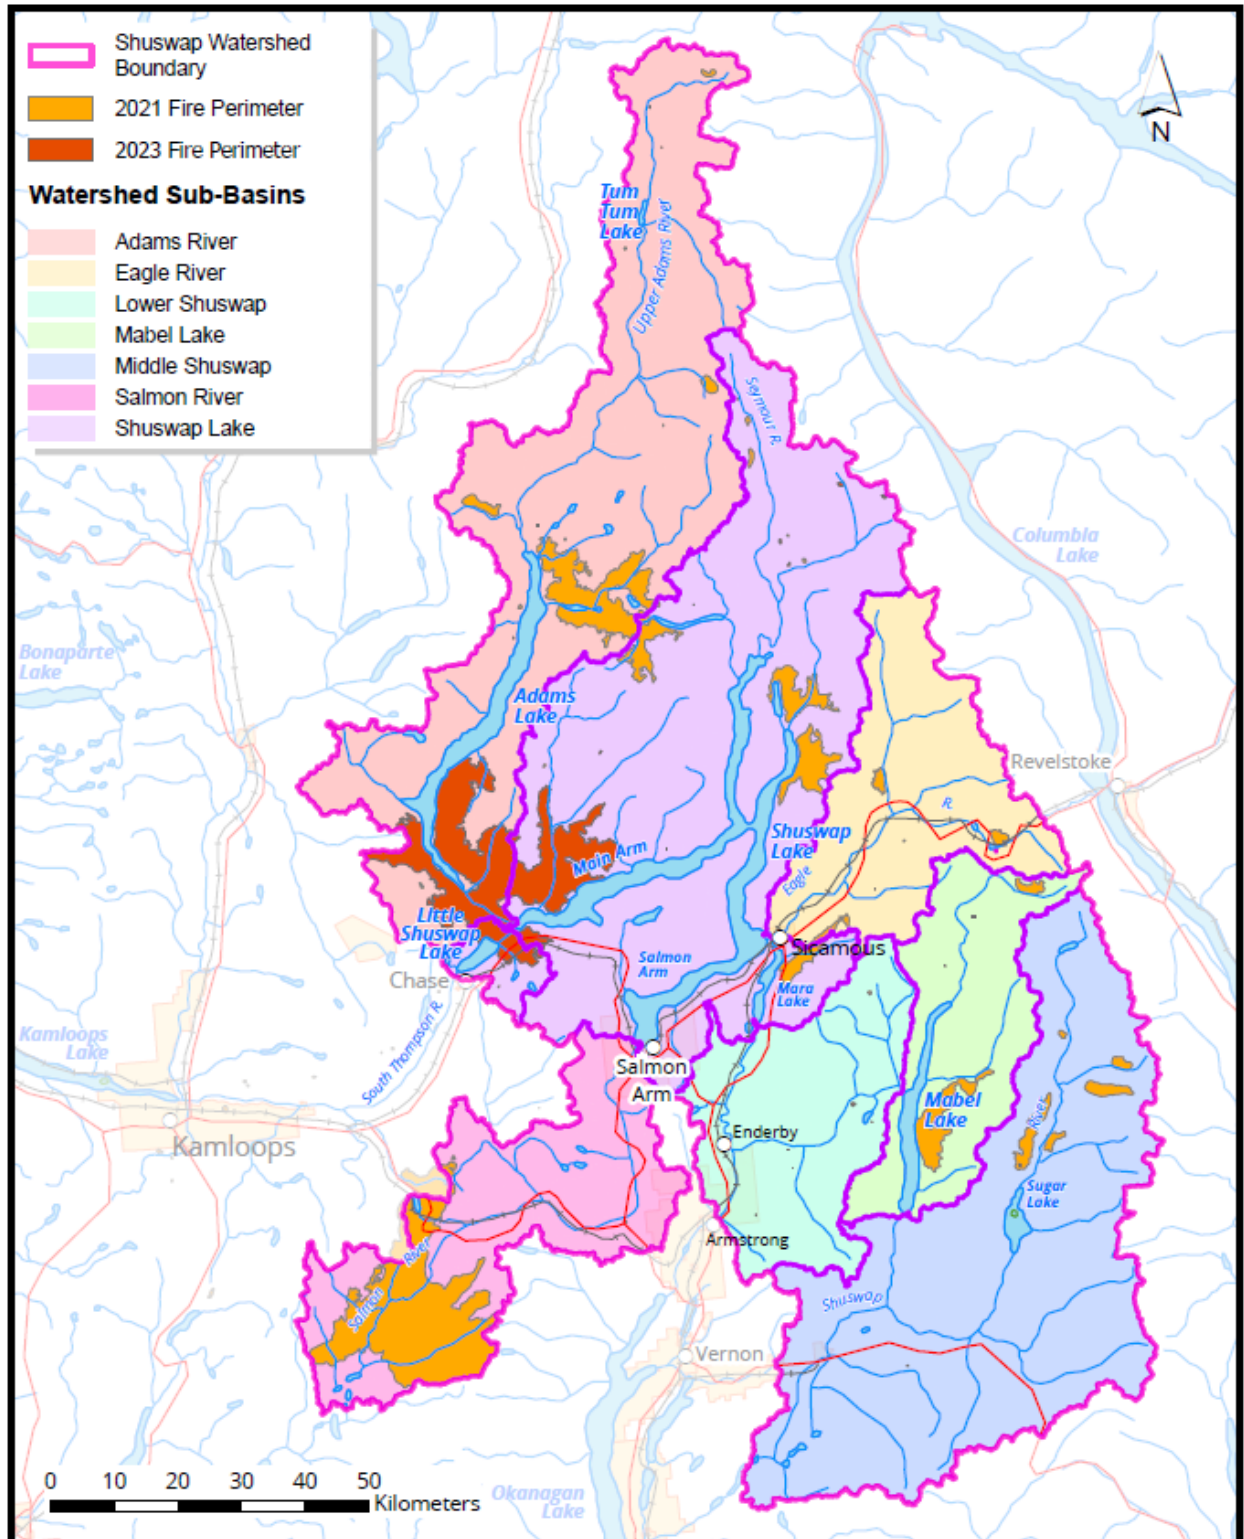 Shuswap Watershed
Boundary
2021 Fire Perimeter
2023 Fire Perimeter
Watershed Sub-Basins
Adams River
Eagle River
Lower Shuswap
Mabel Lake
Middle Shuswap
Salmon River
Shuswap Lake
N
Tum
Tum
Lake
Upper Adams River
Seymour R.
Columbia
Lake
Bonaparte
Lake
Adams
Lake
Revelstoke
R.
Shuswap
Lake
Main Arm
Eagle
Little
Shuswap
Lake
Sicamous
Salmon
Arm
Chase
Mara
Lake
South Thompson R.
Kamloops
Lake
Salmon
Arm
Mabel
Lake
River
Enderby
Kamloops
Sugar
Lake
Armstrong
River
Salmon
Shuswap
Vernon
0 10 20 30 40 50
Kilometers
Okanagan
Lake